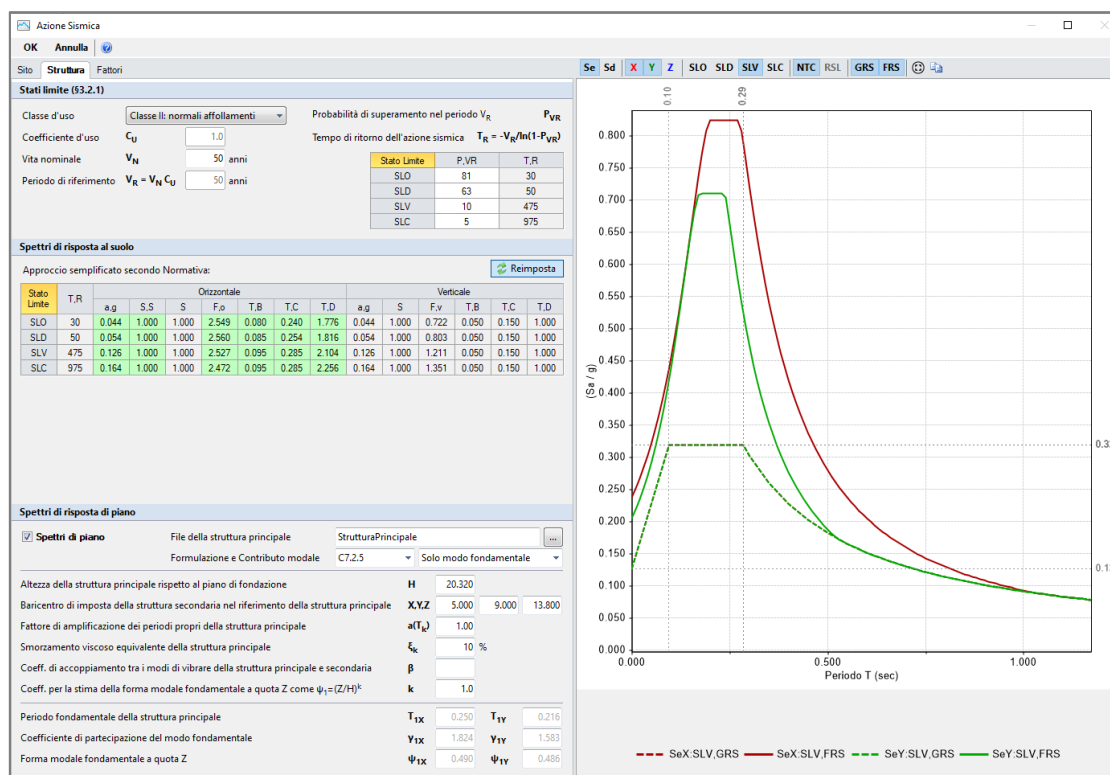 Azione Sismica
OK Annulla
Sito Struttura Fattori
Stati limite (§3.2.1)
Classe d'uso Classe II: normali affollamenti Probabilità di superamento nel periodo VR PVR
Coefficiente d'uso CU 1.0 Tempo di ritorno dell'azione sismica TR = -VR/ln(1-PVR)
Vita nominale VN 50 anni
Periodo di riferimento VR = VN CU 50 anni
Stato Limite P,VR T,R
SLO 81 30
SLD 63 50
SLV 10 475
SLC 5 975
Spettri di risposta al suolo
Approccio semplificato secondo Normativa: Reimposta
Stato Limite T,R Orizzontale Verticale
a,g S,S S F,o T,B T,C T,D a,g S F,v T,B T,C T,D
SLO 30 0.044 1.000 1.000 2.549 0.080 0.240 1.776 0.044 1.000 0.722 0.050 0.150 1.000
SLD 50 0.054 1.000 1.000 2.560 0.085 0.254 1.816 0.054 1.000 0.803 0.050 0.150 1.000
SLV 475 0.126 1.000 1.000 2.527 0.095 0.285 2.104 0.126 1.000 1.211 0.050 0.150 1.000
SLC 975 0.164 1.000 1.000 2.472 0.095 0.285 2.256 0.164 1.000 1.351 0.050 0.150 1.000
Spettri di risposta di piano
Spettri di piano File della struttura principale StrutturaPrincipale ...
Formulazione e Contributo modale C7.2.5 Solo modo fondamentale
Altezza della struttura principale rispetto al piano di fondazione H 20.320
Baricentro di imposta della struttura secondaria nel riferimento della struttura principale X,Y,Z 5.000 9.000 13.800
Fattore di amplificazione dei periodi propri della struttura principale a(Tk) 1.00
Smorzamento viscoso equivalente della struttura principale ξk 10 %
Coeff. di accoppiamento tra i modi di vibrare della struttura principale e secondaria β
Coeff. per la stima della forma modale fondamentale a quota Z come ψ1=(Z/H)k k 1.0
Periodo fondamentale della struttura principale T1X 0.250 T1Y 0.216
Coefficiente di partecipazione del modo fondamentale γ1X 1.824 γ1Y 1.583
Forma modale fondamentale a quota Z ψ1X 0.490 ψ1Y 0.486
Se Sd X Y Z SLO SLD SLV SLC NTC RSL GRS FRS
0.10 0.29
0.800
0.750
0.700
0.650
0.600
0.550
0.500
0.450
0.400
(Sa / g)
0.350
0.300
0.250
0.200
0.150
0.100
0.050
0.000
0.000 0.500 1.000
Periodo T (sec)
SeX:SLV,GRS SeX:SLV,FRS SeY:SLV,GRS SeY:SLV,FRS